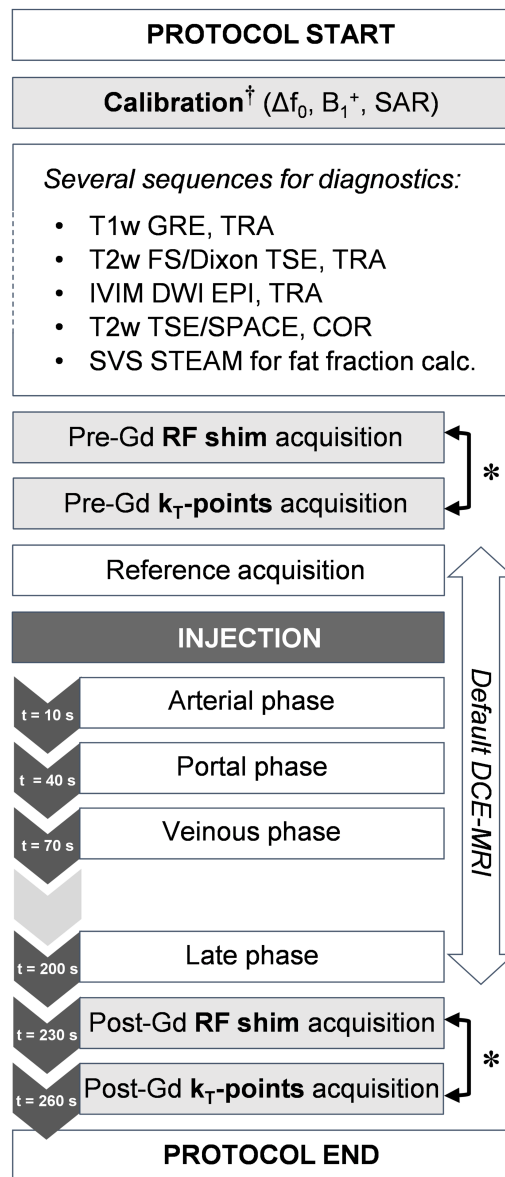 PROTOCOL START
Calibration† (Δf₀, B₁⁺, SAR)
Several sequences for diagnostics:
• T1w GRE, TRA
• T2w FS/Dixon TSE, TRA
• IVIM DWI EPI, TRA
• T2w TSE/SPACE, COR
• SVS STEAM for fat fraction calc.
Pre-Gd RF shim acquisition
*
Pre-Gd kT-points acquisition
Reference acquisition
INJECTION
Default DCE-MRI
t = 10 s
Arterial phase
t = 40 s
Portal phase
t = 70 s
Veinous phase
t = 200 s
Late phase
t = 230 s
Post-Gd RF shim acquisition
*
t = 260 s
Post-Gd kT-points acquisition
PROTOCOL END